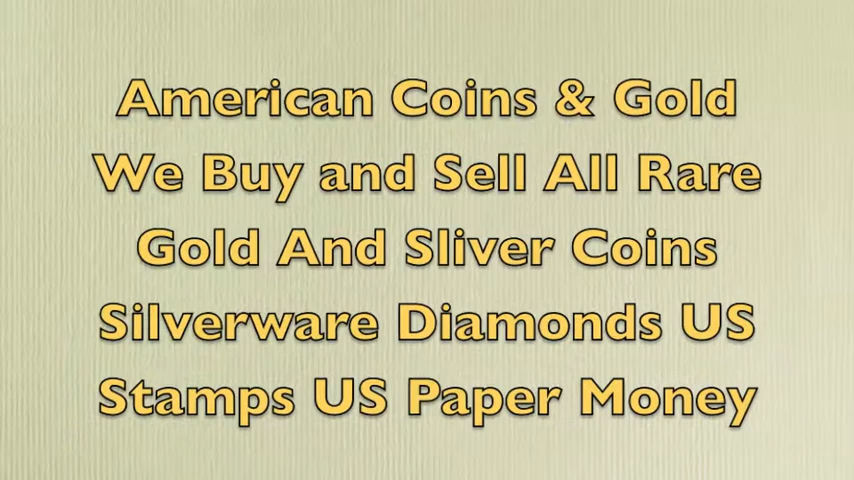 American Coins & Gold
We Buy and Sell All Rare
Gold And Sliver Coins
Silverware Diamonds US
Stamps US Paper Money